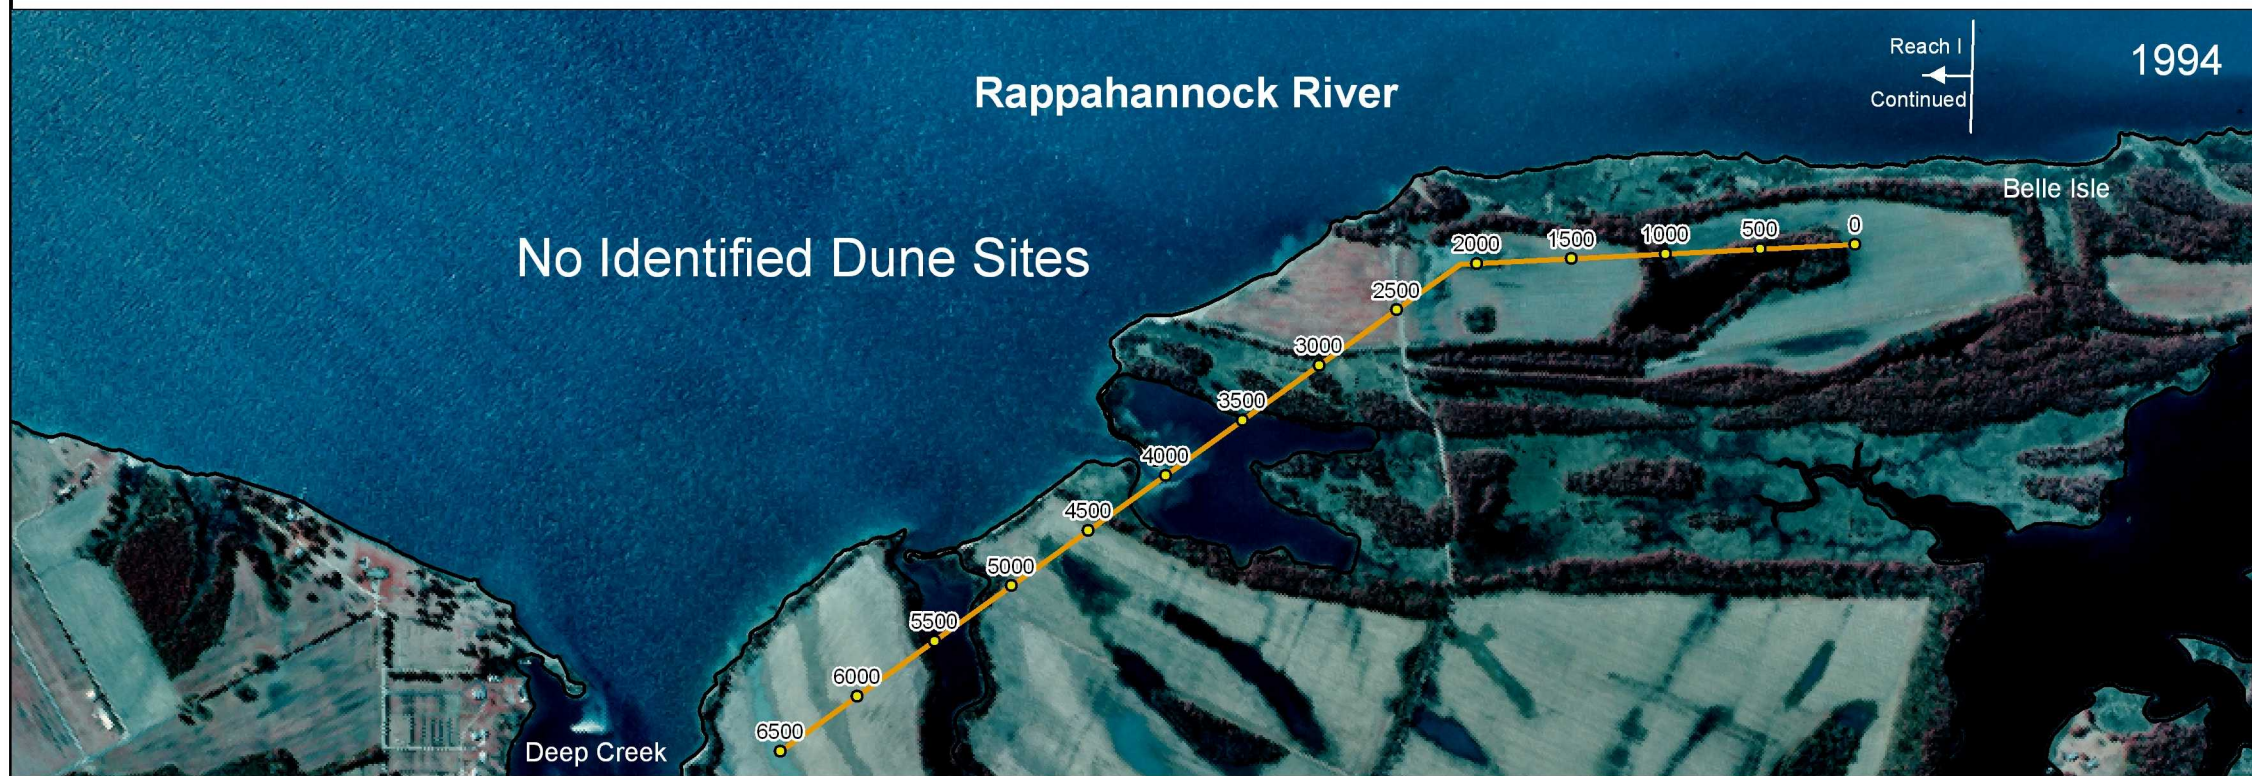 Reach I
1994
Rappahannock River
Continued
Belle Isle
0
500
1000
1500
2000
No Identified Dune Sites
2500
3000
3500
4000
4500
5000
5500
6000
6500
Deep Creek